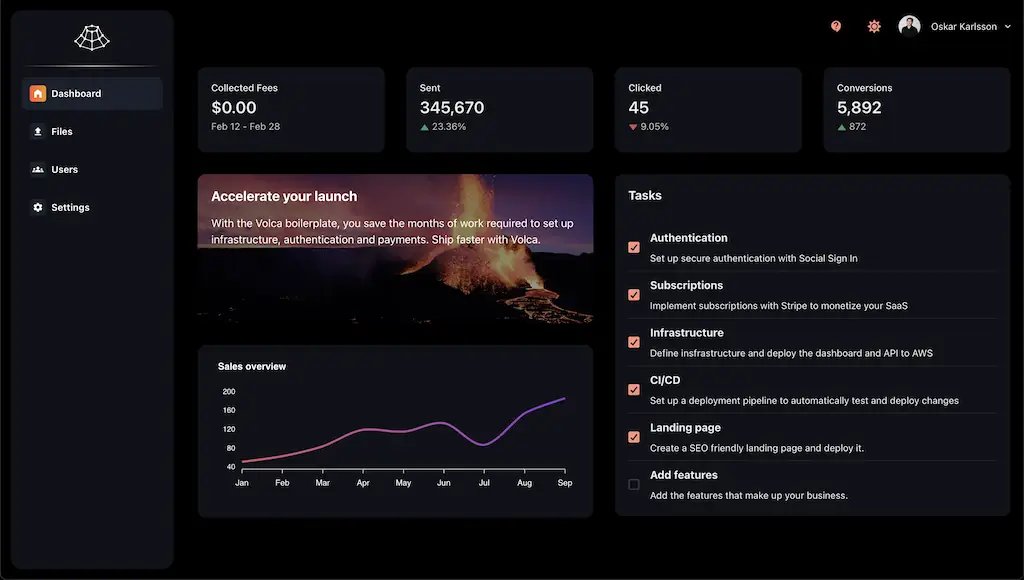 Oskar Karlsson
Dashboard
Files
Users
Settings
Collected Fees
$0.00
Feb 12 - Feb 28
Sent
345,670
23.36%
Clicked
45
9.05%
Conversions
5,892
872
Accelerate your launch
With the Volca boilerplate, you save the months of work required to set up
infrastructure, authentication and payments. Ship faster with Volca.
Sales overview
200
160
120
80
40
Jan Feb Mar Apr May Jun Jul Aug Sep
Tasks
Authentication
Set up secure authentication with Social Sign In
Subscriptions
Implement subscriptions with Stripe to monetize your SaaS
Infrastructure
Define insfrastructure and deploy the dashboard and API to AWS
CI/CD
Set up a deployment pipeline to automatically test and deploy changes
Landing page
Create a SEO friendly landing page and deploy it.
Add features
Add the features that make up your business.